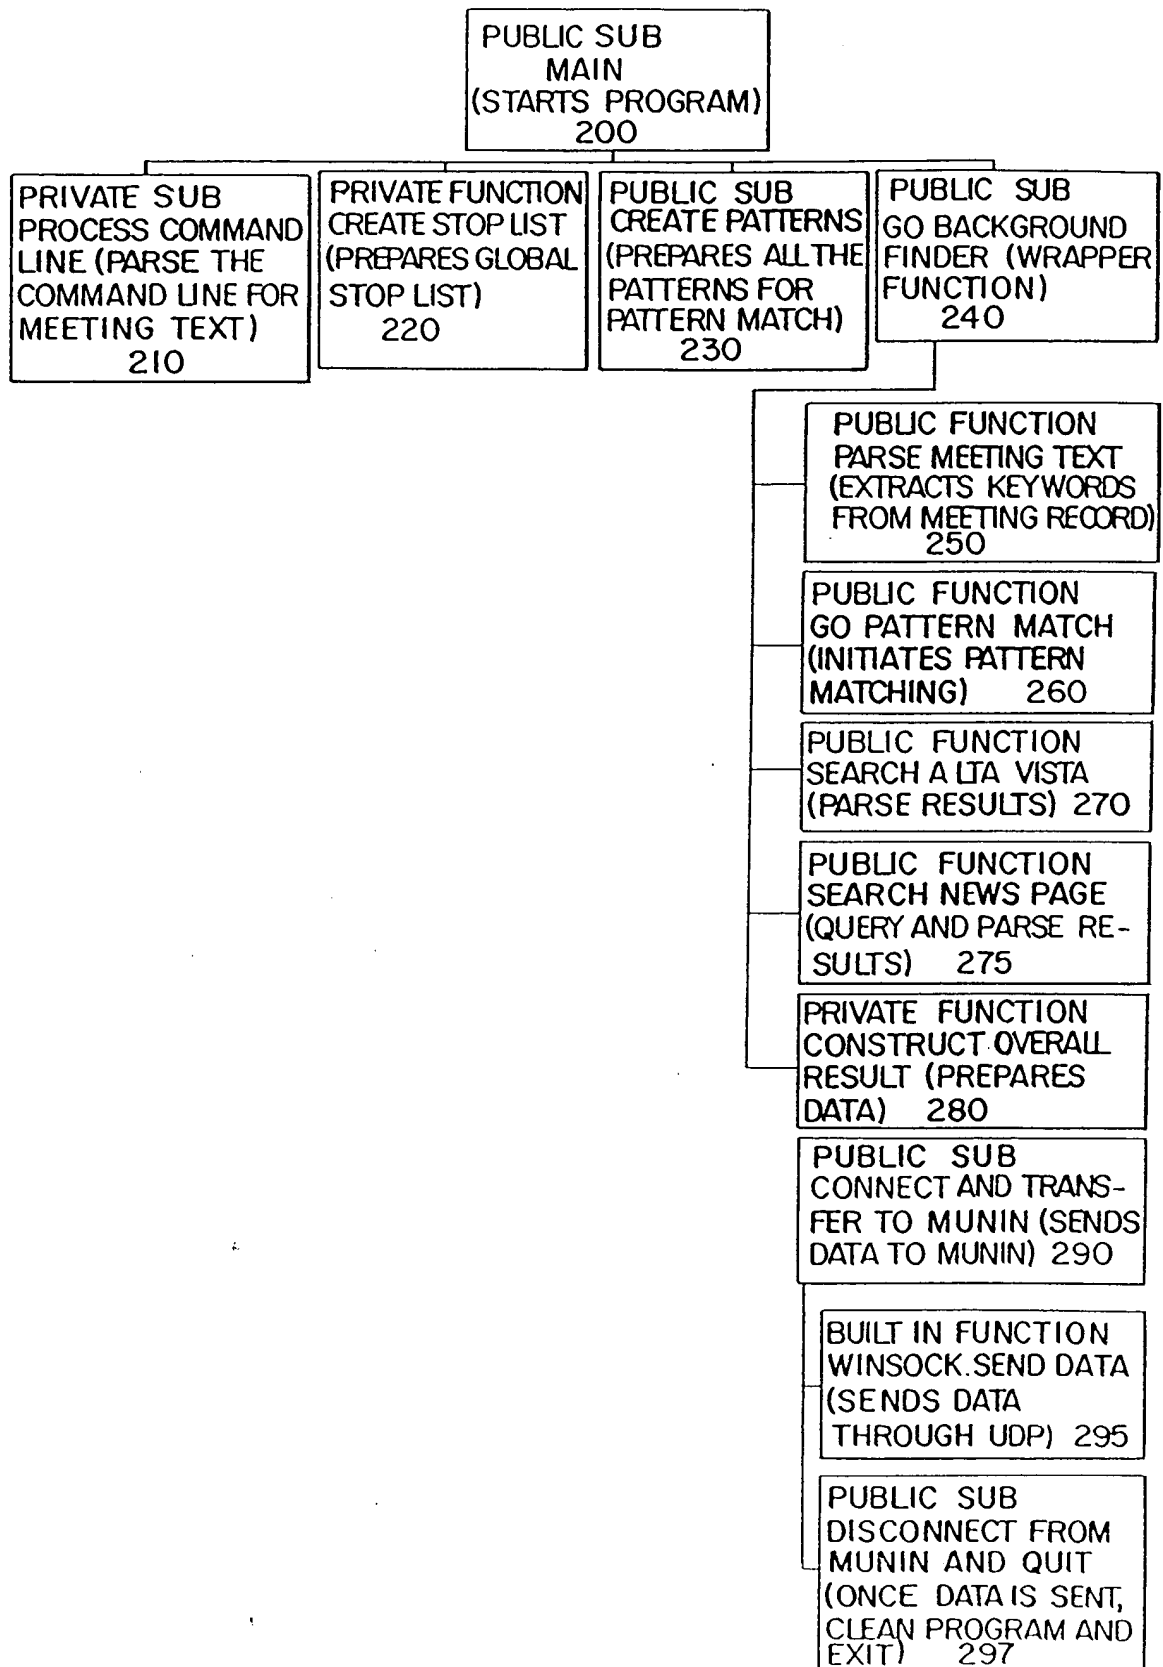 PUBLIC SUB
MAIN
(STARTS PROGRAM)
200
PRIVATE SUB
PROCESS COMMAND
LINE (PARSE THE
COMMAND LINE FOR
MEETING TEXT)
210
PRIVATE FUNCTION
CREATE STOP LIST
(PREPARES GLOBAL
STOP LIST)
220
PUBLIC SUB
CREATE PATTERNS
(PREPARES ALL THE
PATTERNS FOR
PATTERN MATCH)
230
PUBLIC SUB
GO BACKGROUND
FINDER (WRAPPER
FUNCTION)
240
PUBLIC FUNCTION
PARSE MEETING TEXT
(EXTRACTS KEYWORDS
FROM MEETING RECORD)
250
PUBLIC FUNCTION
GO PATTERN MATCH
(INITIATES PATTERN
MATCHING) 260
PUBLIC FUNCTION
SEARCH ALTA VISTA
(PARSE RESULTS) 270
PUBLIC FUNCTION
SEARCH NEWS PAGE
(QUERY AND PARSE RE-
SULTS) 275
PRIVATE FUNCTION
CONSTRUCT OVERALL
RESULT (PREPARES
DATA) 280
PUBLIC SUB
CONNECT AND TRANS-
FER TO MUNIN (SENDS
DATA TO MUNIN) 290
BUILT IN FUNCTION
WINSOCK.SEND DATA
(SENDS DATA
THROUGH UDP) 295
PUBLIC SUB
DISCONNECT FROM
MUNIN AND QUIT
(ONCE DATA IS SENT,
CLEAN PROGRAM AND
EXIT) 297